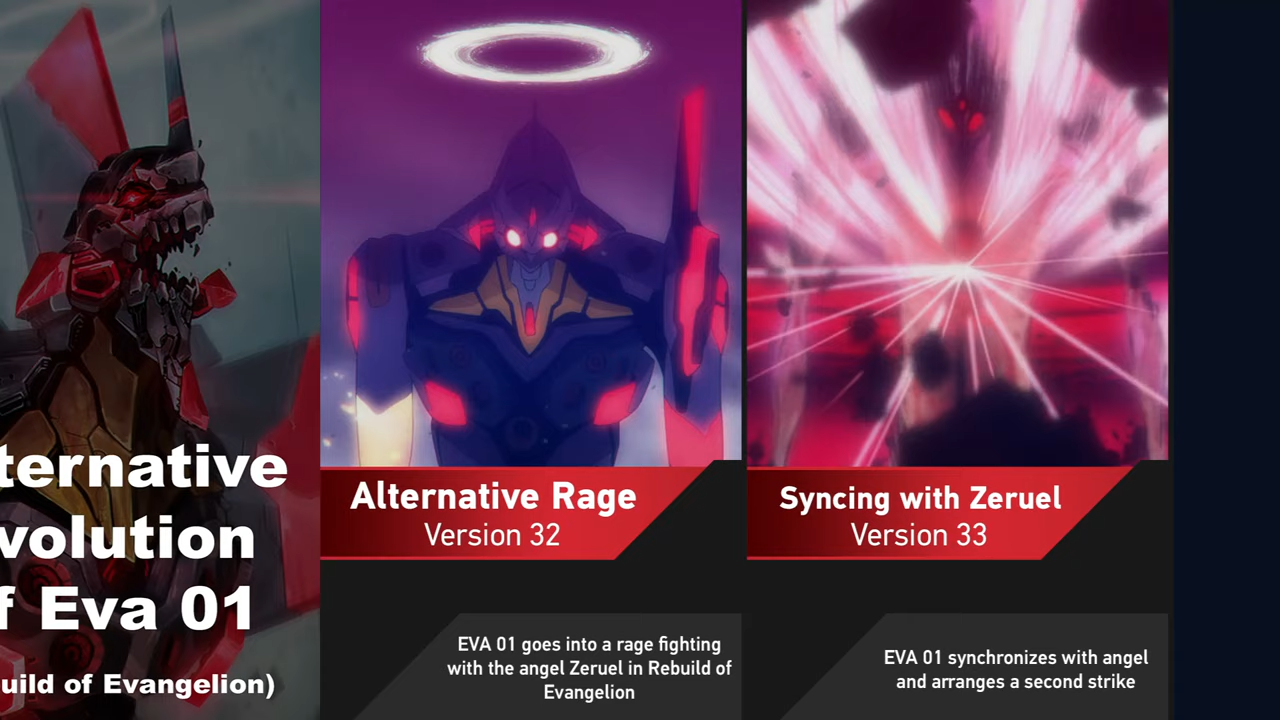 ternative
volution
f Eva 01
uild of Evangelion)
Alternative Rage
Version 32
EVA 01 goes into a rage fighting
with the angel Zeruel in Rebuild of
Evangelion
Syncing with Zeruel
Version 33
EVA 01 synchronizes with angel
and arranges a second strike